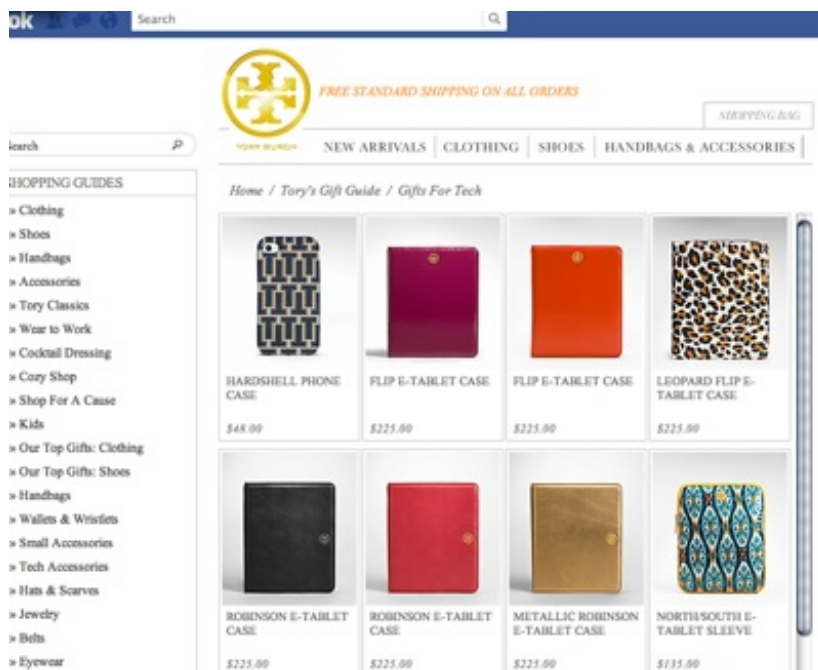 ok
Search
FREE STANDARD SHIPPING ON ALL ORDERS
SHOPPING BAG
TORY BURCH
NEW ARRIVALS
CLOTHING
SHOES
HANDBAGS & ACCESSORIES
Search
SHOPPING GUIDES
» Clothing
» Shoes
» Handbags
» Accessories
» Tory Classics
» Wear to Work
» Cocktail Dressing
» Cozy Shop
» Shop For A Cause
» Kids
» Our Top Gifts: Clothing
» Our Top Gifts: Shoes
» Handbags
» Wallets & Wristlets
» Small Accessories
» Tech Accessories
» Hats & Scarves
» Jewelry
» Belts
» Eyewear
Home / Tory's Gift Guide / Gifts For Tech
HARDSHELL PHONE
CASE
$48.00
FLIP E-TABLET CASE
$225.00
FLIP E-TABLET CASE
$225.00
LEOPARD FLIP E-
TABLET CASE
$225.00
ROBINSON E-TABLET
CASE
$225.00
ROBINSON E-TABLET
CASE
$225.00
METALLIC ROBINSON
E-TABLET CASE
$225.00
NORTH/SOUTH E-
TABLET SLEEVE
$135.00